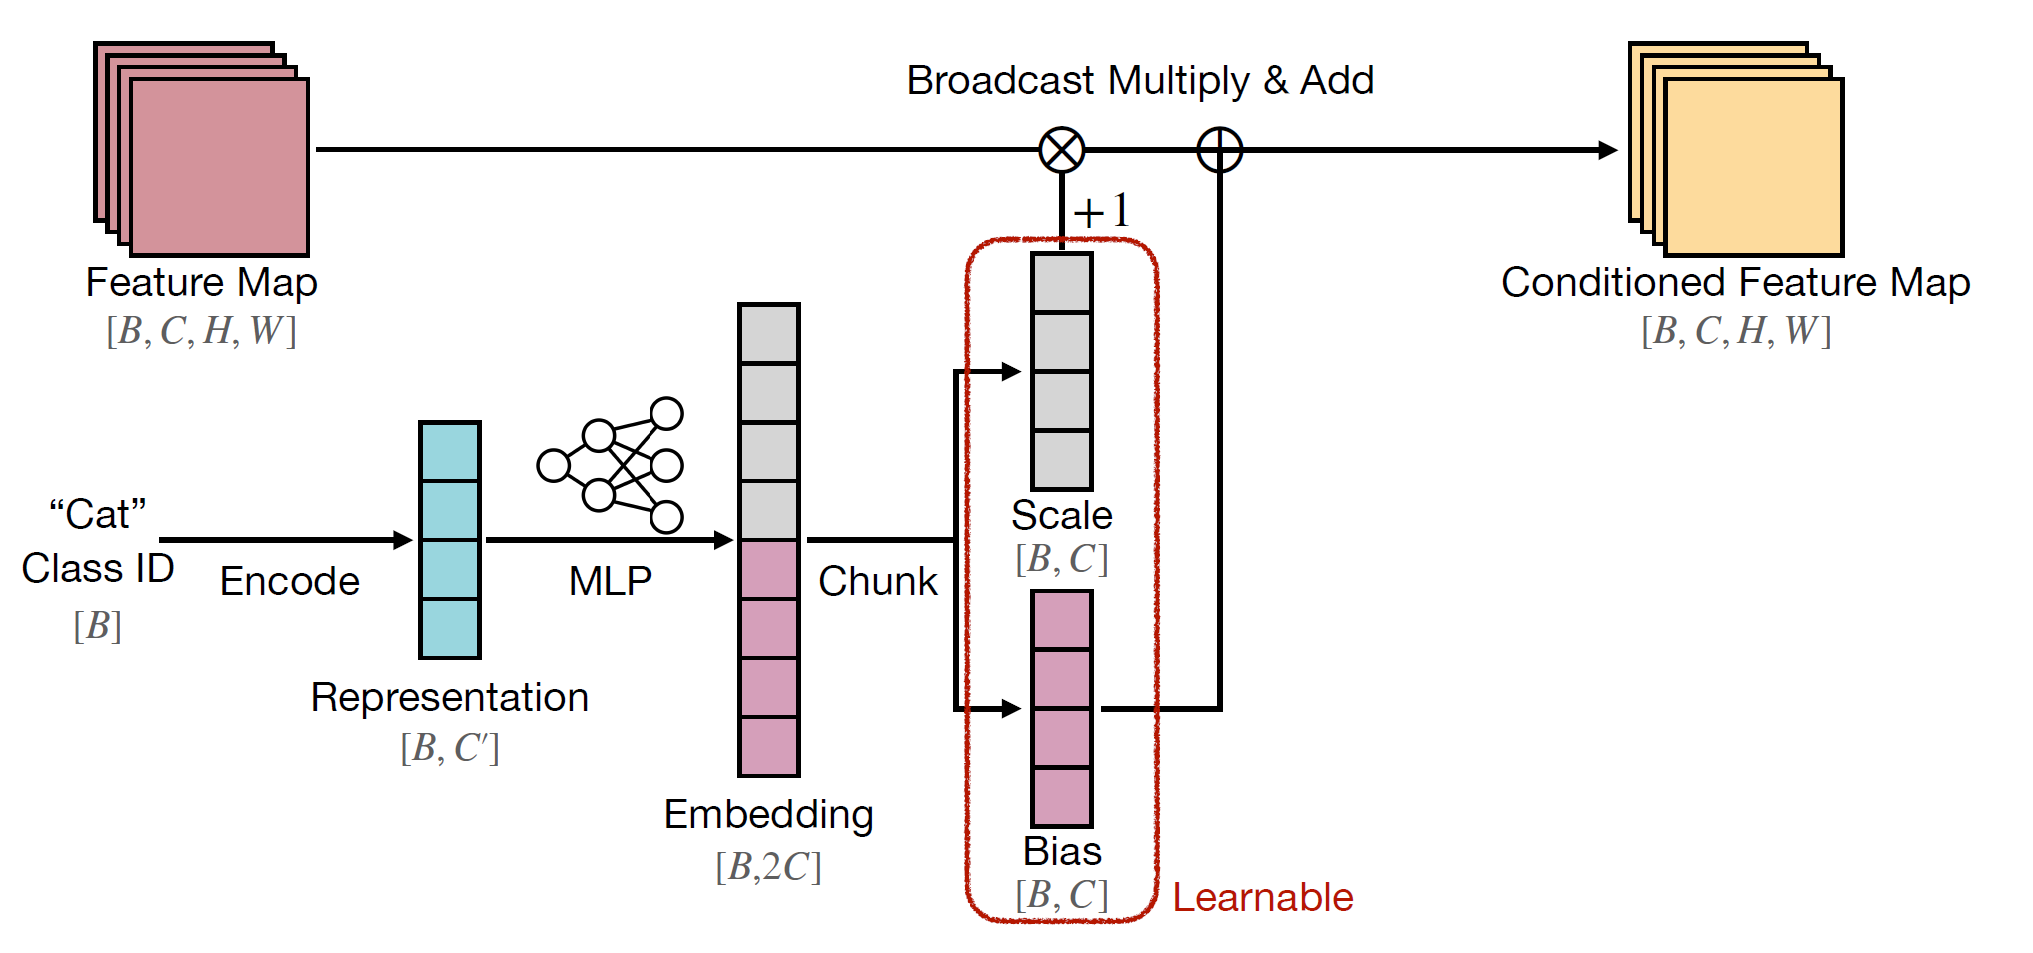 Broadcast Multiply & Add
+1
Feature Map
[B, C, H, W]
Conditioned Feature Map
[B, C, H, W]
“Cat”
Class ID
[B]
Encode
Representation
[B, C′]
MLP
Embedding
[B,2C]
Chunk
Scale
[B, C]
Bias
[B, C]
Learnable